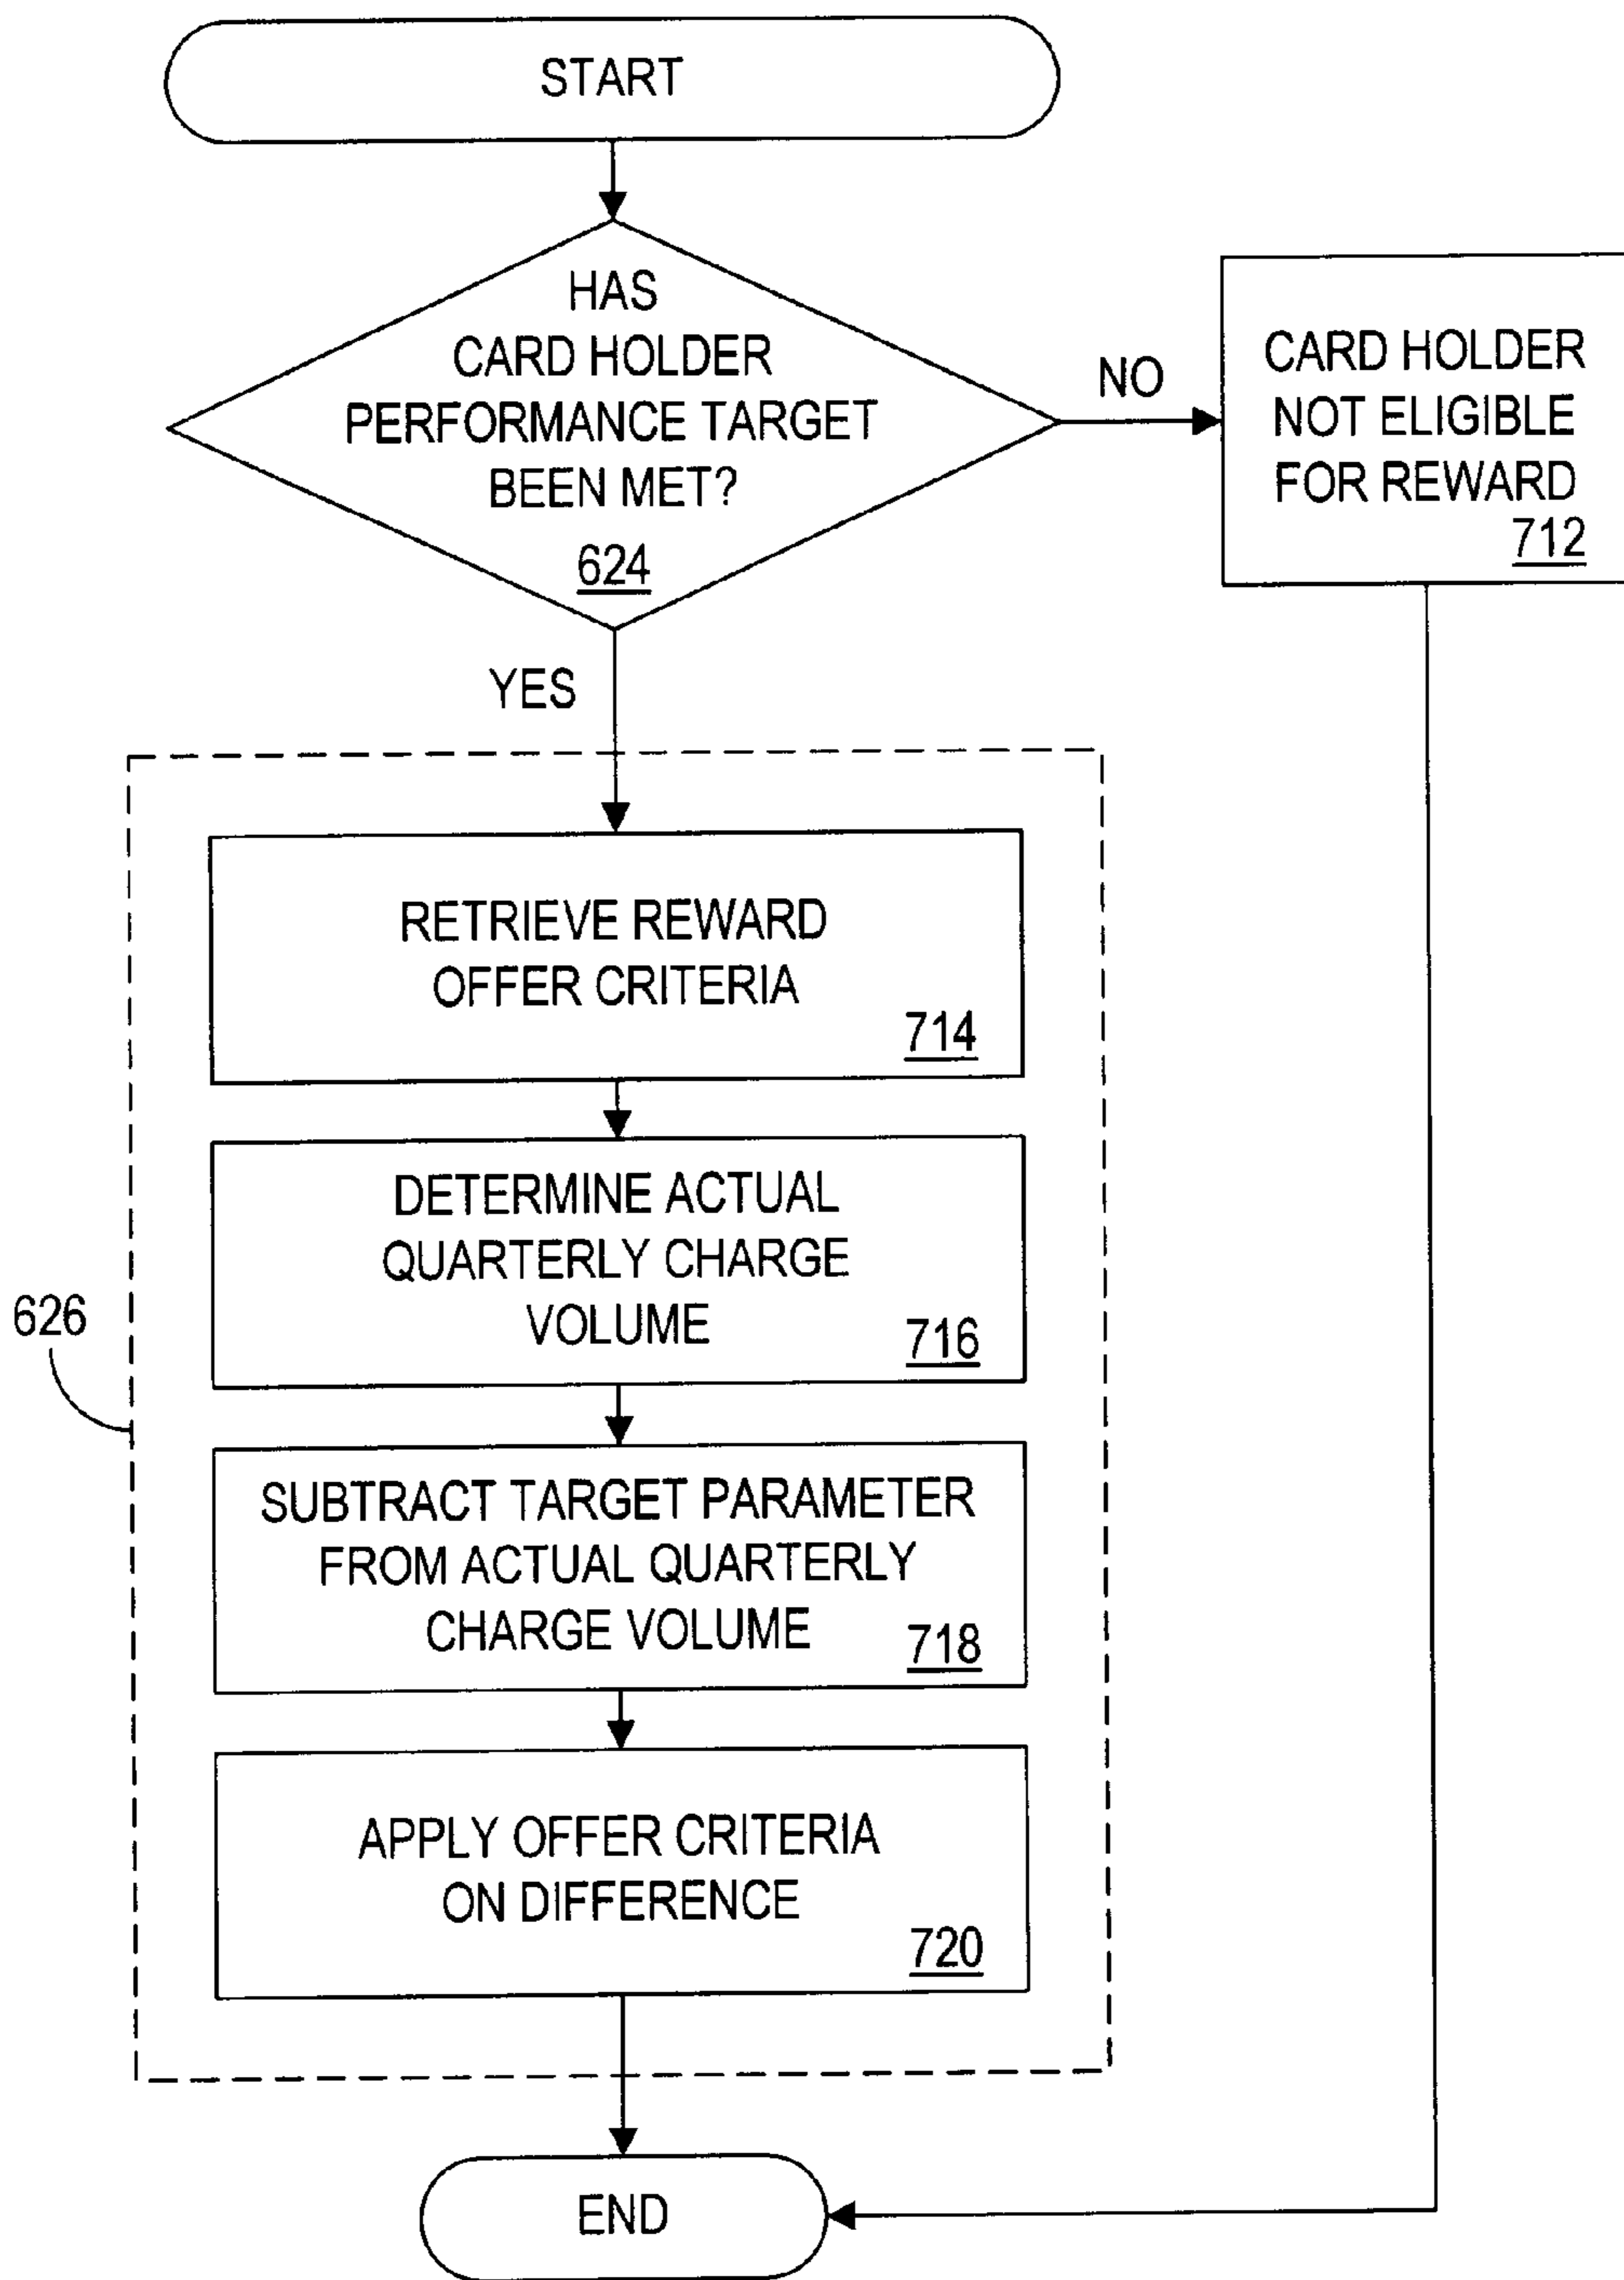 START
HAS
CARD HOLDER
PERFORMANCE TARGET
BEEN MET?
624
NO
CARD HOLDER
NOT ELIGIBLE
FOR REWARD
712
YES
RETRIEVE REWARD
OFFER CRITERIA
714
DETERMINE ACTUAL
QUARTERLY CHARGE
VOLUME
716
626
SUBTRACT TARGET PARAMETER
FROM ACTUAL QUARTERLY
CHARGE VOLUME
718
APPLY OFFER CRITERIA
ON DIFFERENCE
720
END